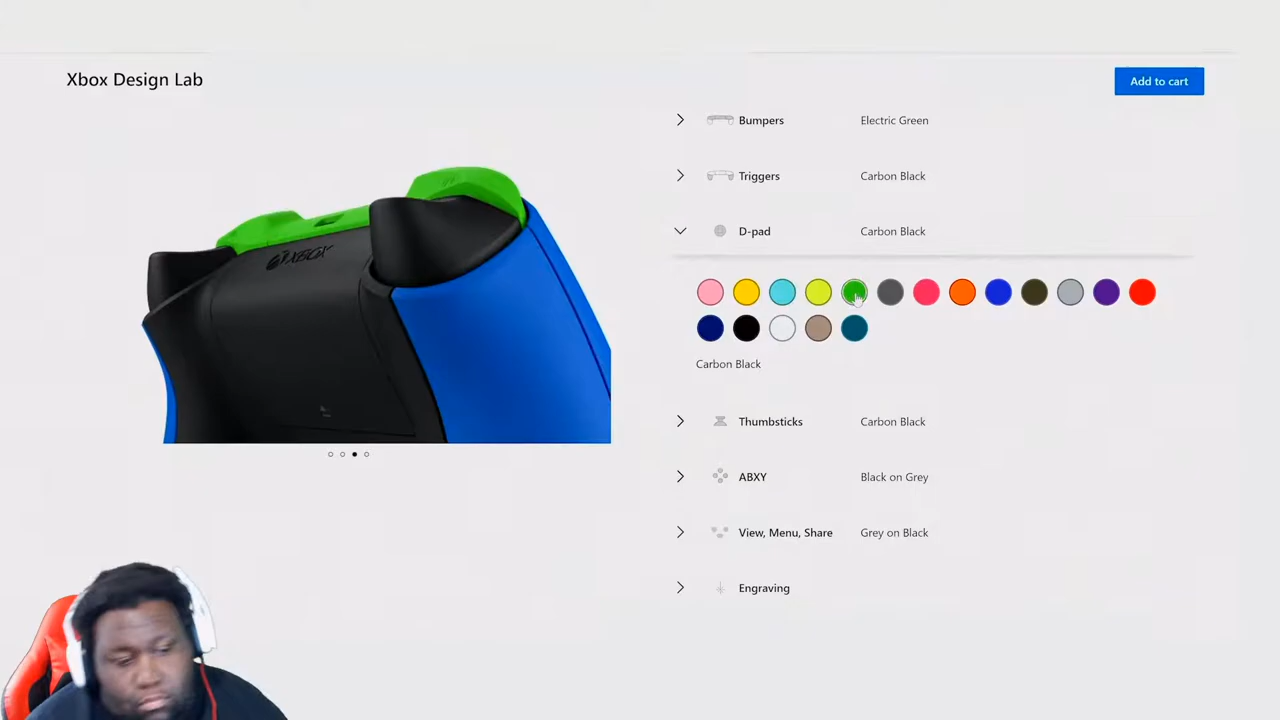 Xbox Design Lab
Add to cart
Bumpers Electric Green
Triggers Carbon Black
D-pad Carbon Black
XBOX
Carbon Black
Thumbsticks Carbon Black
ABXY Black on Grey
View, Menu, Share Grey on Black
Engraving